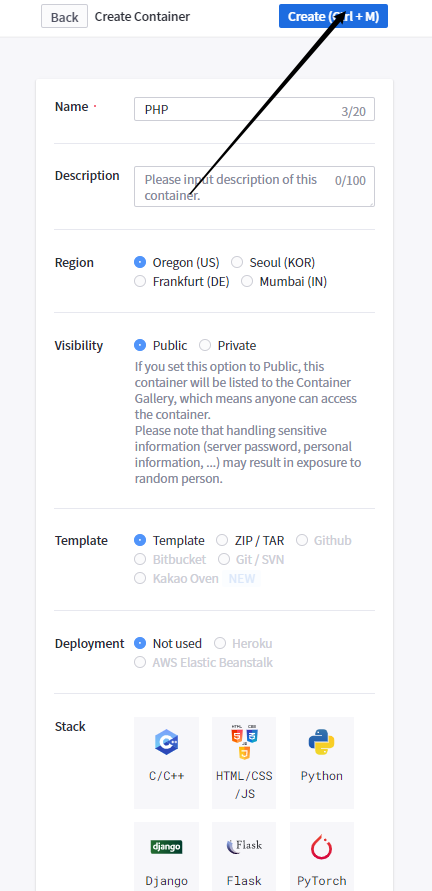 Back
Create Container
Create (Ctrl + M)
Name
PHP
3/20
Description
Please input description of this
container.
0/100
Region
Oregon (US)
Seoul (KOR)
Frankfurt (DE)
Mumbai (IN)
Visibility
Public
Private
If you set this option to Public, this
container will be listed to the Container
Gallery, which means anyone can access
the container.
Please note that handling sensitive
information (server password, personal
information, ...) may result in exposure to
random person.
Template
Template
ZIP / TAR
Github
Bitbucket
Git / SVN
Kakao Oven
NEW
Deployment
Not used
Heroku
AWS Elastic Beanstalk
Stack
C++
C/C++
HTML
CSS
JS
HTML/CSS
/JS
Python
django
Django
Flask
Flask
PyTorch